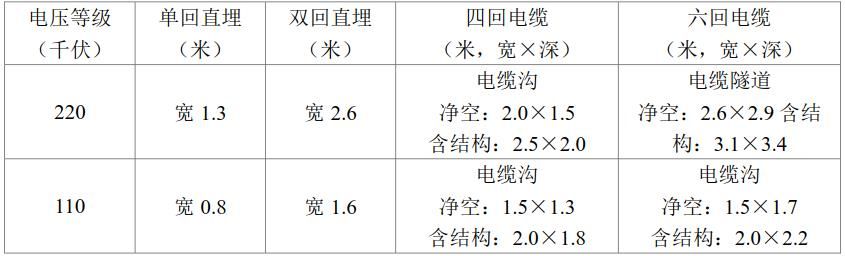 电压等级
（千伏）
单回直埋
（米）
双回直埋
（米）
四回电缆
（米，宽×深）
六回电缆
（米，宽×深）
220
宽 1.3
宽 2.6
电缆沟
净空：2.0×1.5
含结构：2.5×2.0
电缆隧道
净空：2.6×2.9 含结
构：3.1×3.4
110
宽 0.8
宽 1.6
电缆沟
净空：1.5×1.3
含结构：2.0×1.8
电缆沟
净空：1.5×1.7
含结构：2.0×2.2